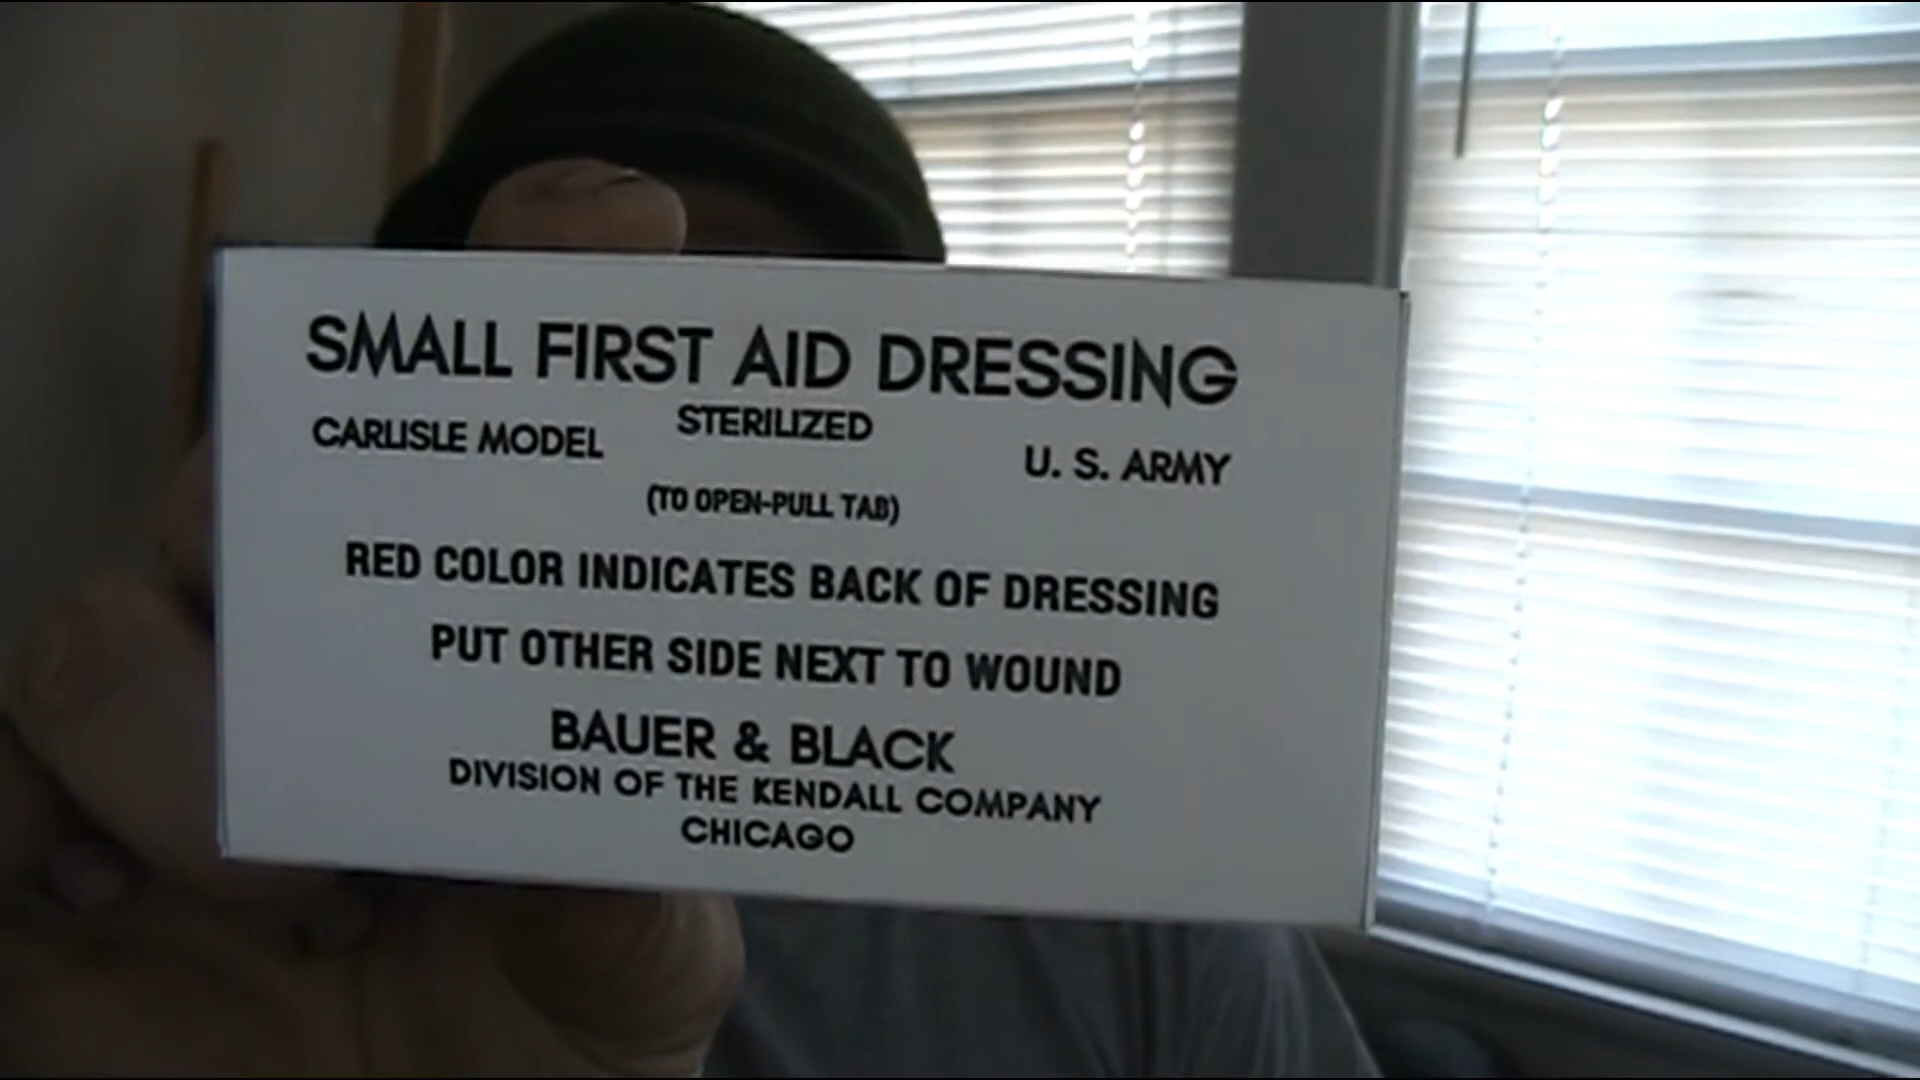 SMALL FIRST AID DRESSING
STERILIZED
CARLISLE MODEL
U. S. ARMY
(TO OPEN-PULL TAB)
RED COLOR INDICATES BACK OF DRESSING
PUT OTHER SIDE NEXT TO WOUND
BAUER & BLACK
DIVISION OF THE KENDALL COMPANY
CHICAGO